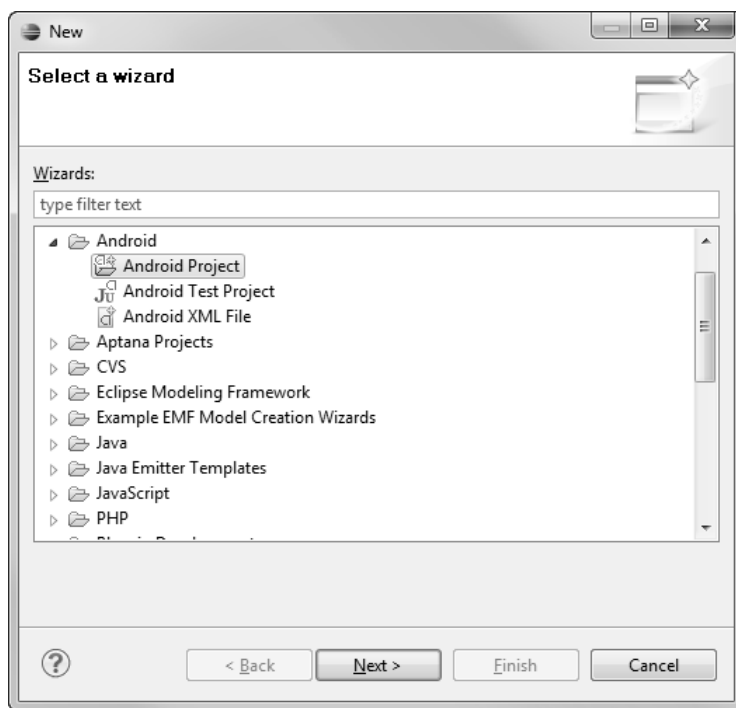 New
Select a wizard
Wizards:
type filter text
Android
Android Project
Android Test Project
Android XML File
Aptana Projects
CVS
Eclipse Modeling Framework
Example EMF Model Creation Wizards
Java
Java Emitter Templates
JavaScript
PHP
< Back Next > Finish Cancel